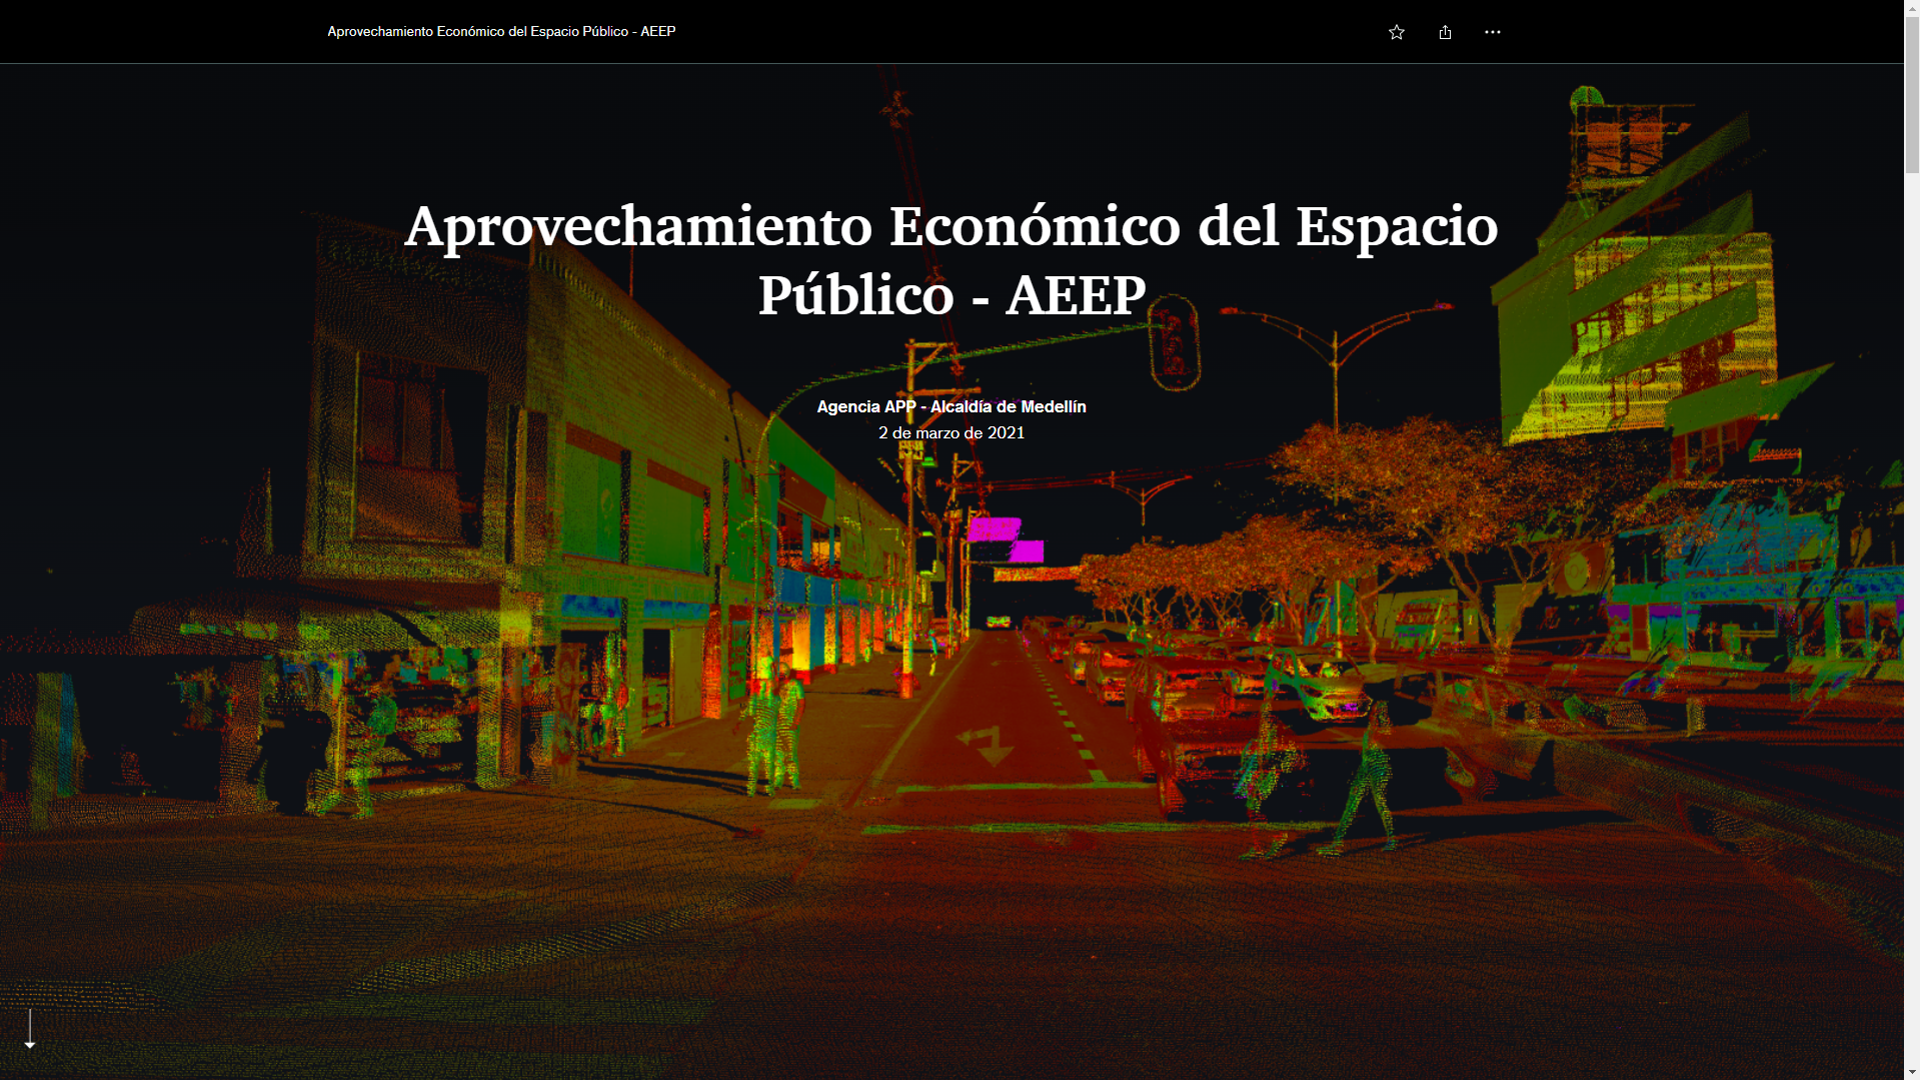 Aprovechamiento Económico del Espacio Público - AEEP
Aprovechamiento Económico del Espacio
Público - AEEP
Agencia APP - Alcaldía de Medellín
2 de marzo de 2021